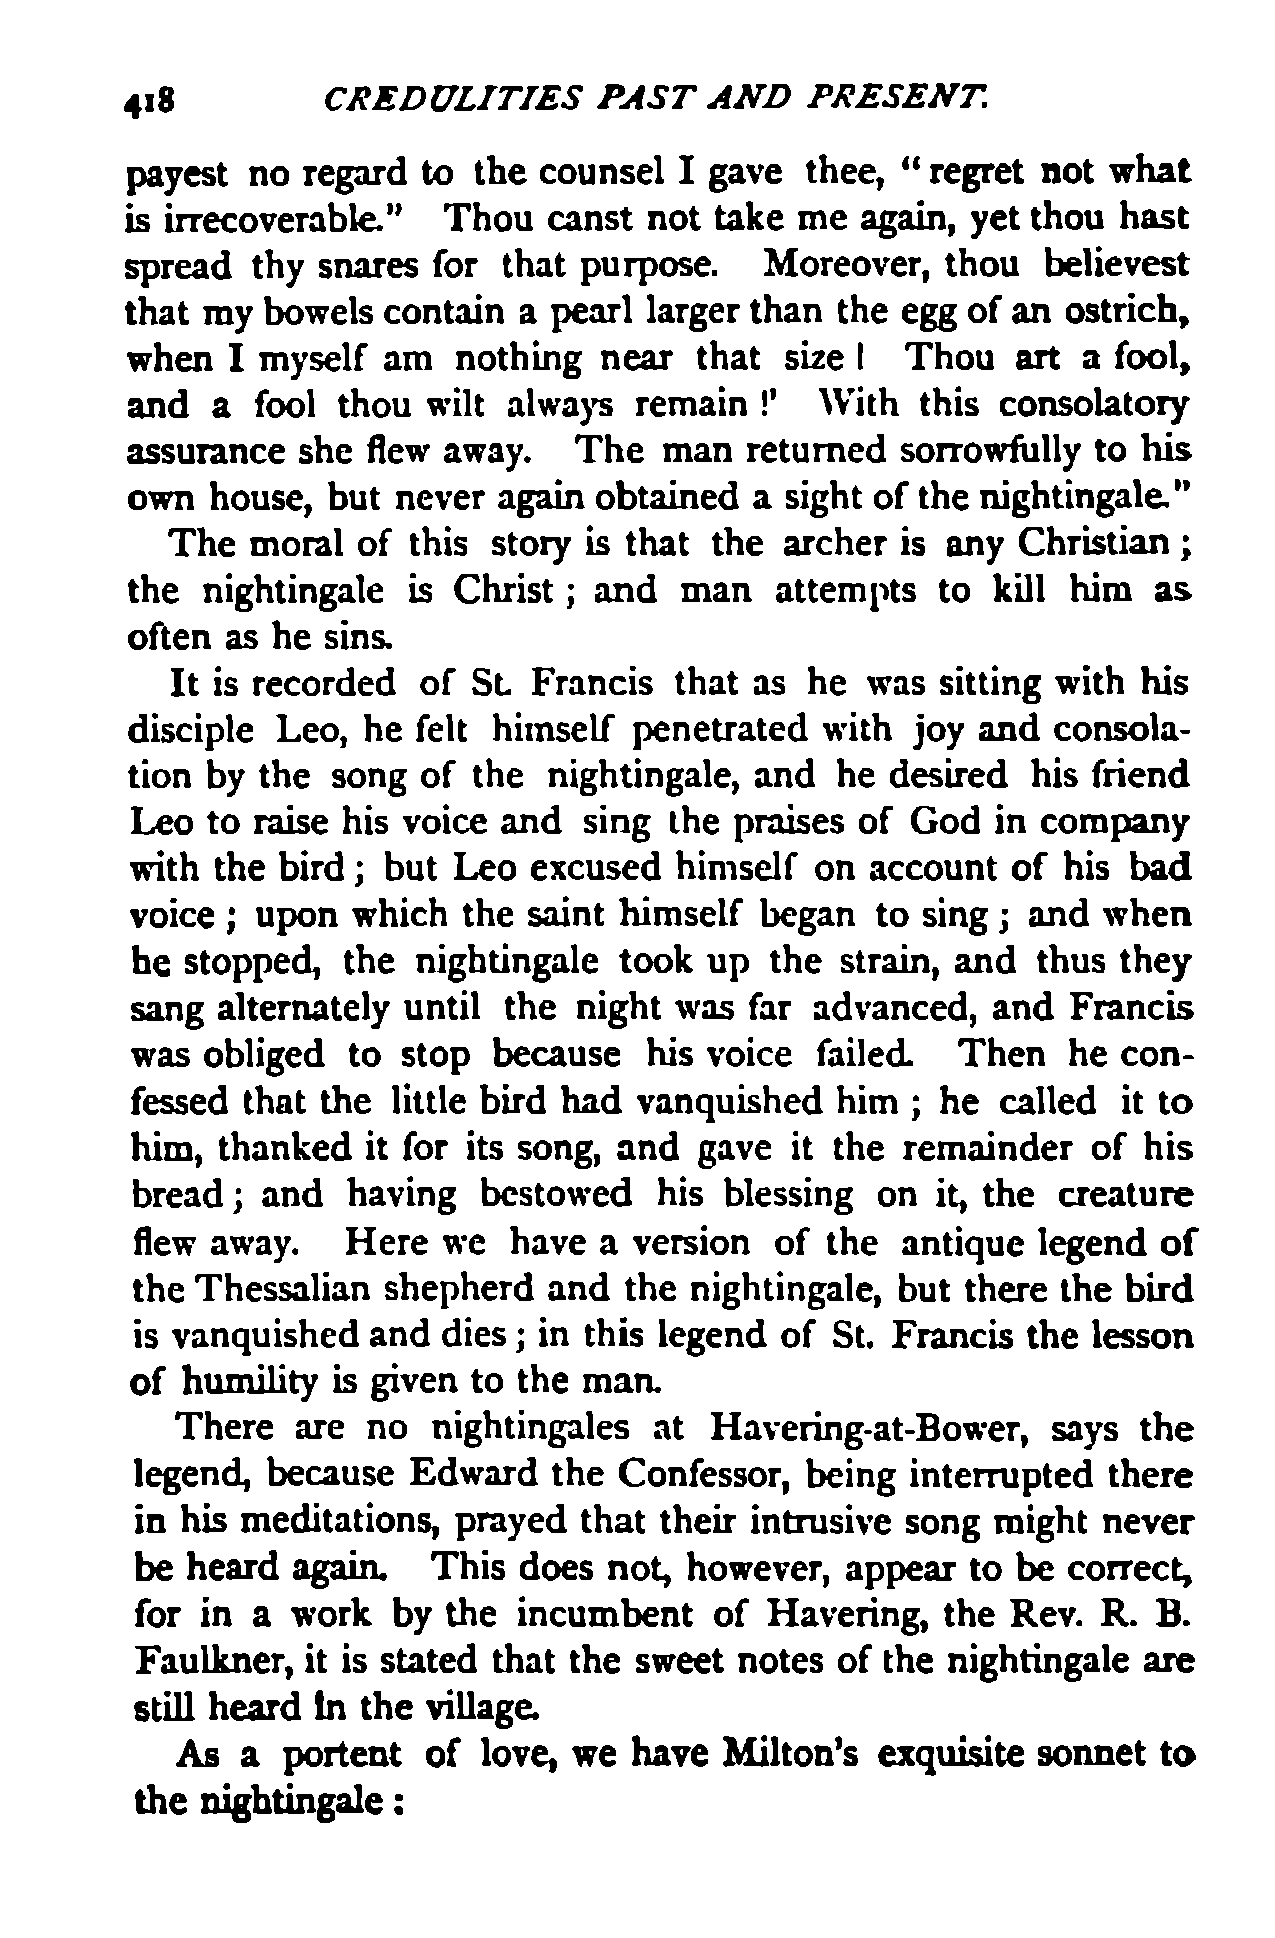 418 CREDULITIES PAST AND PRESENT.
payest no regard to the counsel I gave thee, “regret not what
is irrecoverable." Thou canst not take me again, yet thou hast
spread thy snares for that purpose. Moreover, thou believest
that my bowels contain a pearl larger than the egg of an ostrich,
when I myself am nothing near that size! Thou art a fool,
and a fool thou wilt always remain!' With this consolatory
assurance she flew away. The man returned sorrowfully to his
own house, but never again obtained a sight of the nightingale."
The moral of this story is that the archer is any Christian;
the nightingale is Christ; and man attempts to kill him as
often as he sins.
It is recorded of St. Francis that as he was sitting with his
disciple Leo, he felt himself penetrated with joy and consola-
tion by the song of the nightingale, and he desired his friend
Leo to raise his voice and sing the praises of God in company
with the bird; but Leo excused himself on account of his bad
voice; upon which the saint himself began to sing; and when
he stopped, the nightingale took up the strain, and thus they
sang alternately until the night was far advanced, and Francis
was obliged to stop because his voice failed. Then he con-
fessed that the little bird had vanquished him; he called it to
him, thanked it for its song, and gave it the remainder of his
bread; and having bestowed his blessing on it, the creature
flew away. Here we have a version of the antique legend of
the Thessalian shepherd and the nightingale, but there the bird
is vanquished and dies; in this legend of St. Francis the lesson
of humility is given to the man.
There are no nightingales at Havering-at-Bower, says the
legend, because Edward the Confessor, being interrupted there
in his meditations, prayed that their intrusive song might never
be heard again. This does not, however, appear to be correct,
for in a work by the incumbent of Havering, the Rev. R. B.
Faulkner, it is stated that the sweet notes of the nightingale are
still heard in the village.
As a portent of love, we have Milton's exquisite sonnet to
the nightingale: